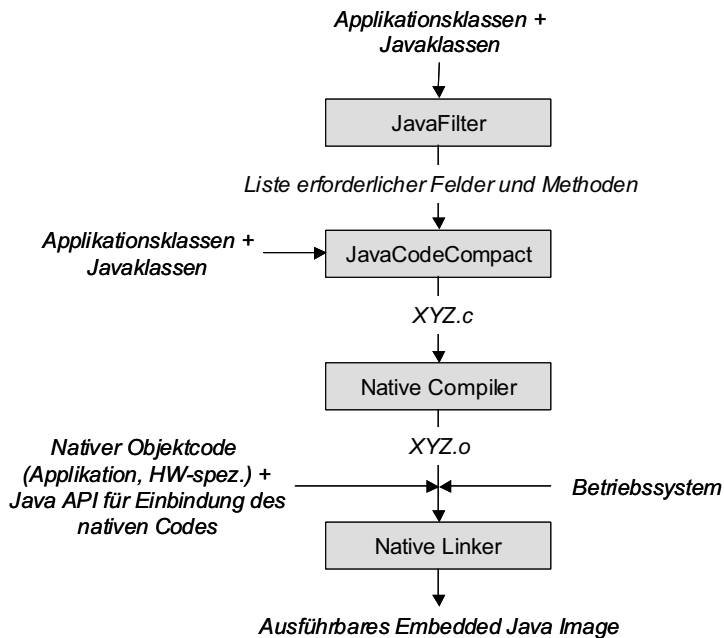 Applikationsklassen +
Javaklassen
JavaFilter
Liste erforderlicher Felder und Methoden
Applikationsklassen +
Javaklassen
JavaCodeCompact
XYZ.c
Native Compiler
Nativer Objektcode
(Applikation, HW-spez.) +
Java API für Einbindung des
nativen Codes
XYZ.o
Betriebssystem
Native Linker
Ausführbares Embedded Java Image